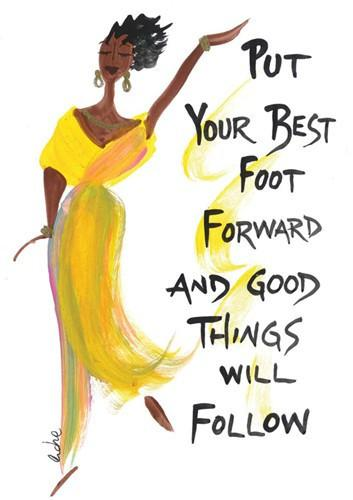 PUT
YOUR BEST
FOOT
FORWARD
AND GOOD
THINGS
WILL
FOLLOW